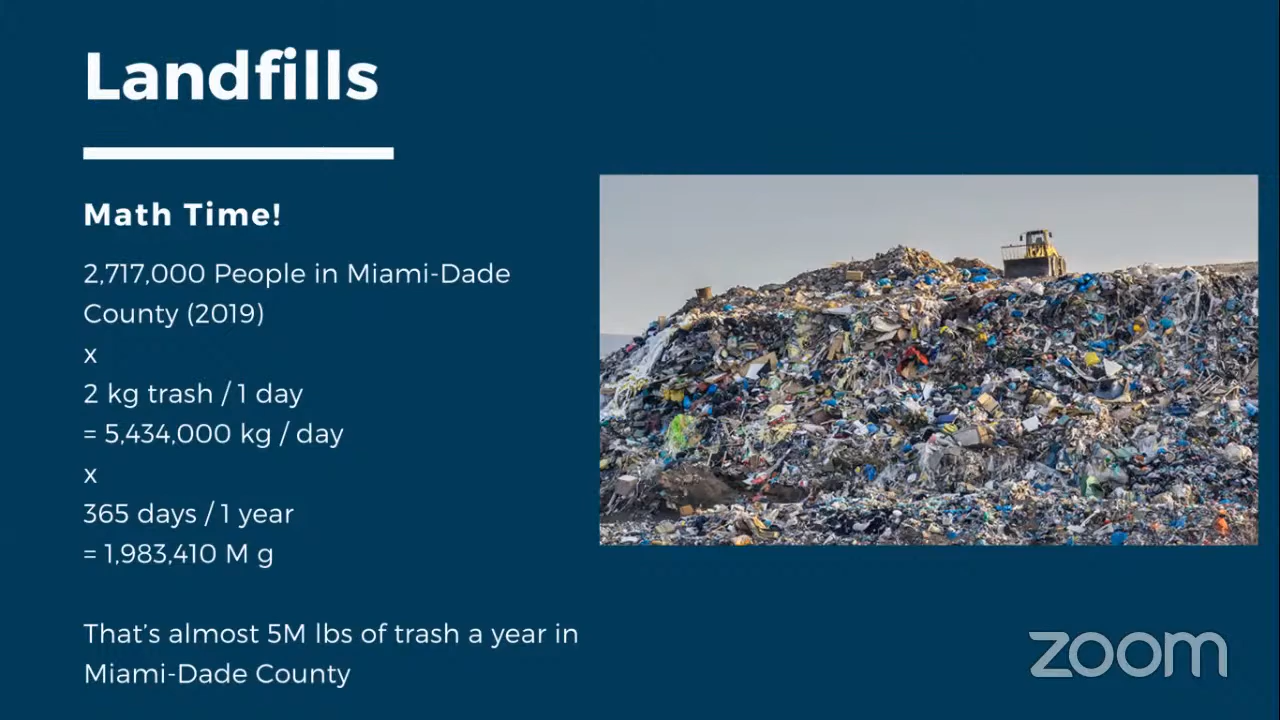 Landfills
Math Time!
2,717,000 People in Miami-Dade
County (2019)
x
2 kg trash / 1 day
= 5,434,000 kg / day
x
365 days / 1 year
= 1,983,410 M g
That's almost 5M lbs of trash a year in
Miami-Dade County
zoom